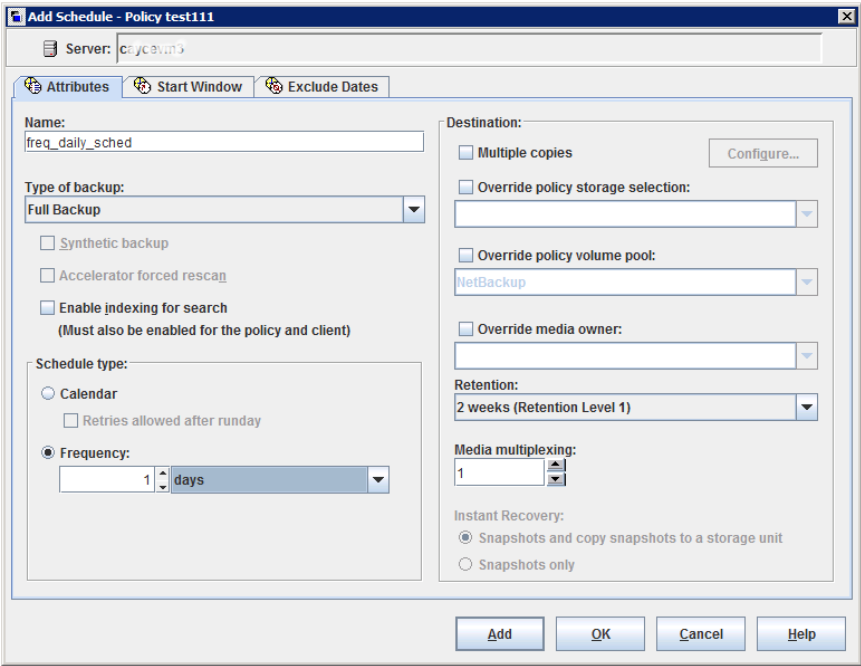 Add Schedule - Policy test111
Server:
Attributes
Start Window
Exclude Dates
Name:
freq_daily_sched
Type of backup:
Full Backup
Synthetic backup
Accelerator forced rescan
Enable indexing for search
(Must also be enabled for the policy and client)
Schedule type:
Calendar
Retries allowed after runday
Frequency:
1 days
Destination:
Multiple copies
Configure...
Override policy storage selection:
Override policy volume pool:
NetBackup
Override media owner:
Retention:
2 weeks (Retention Level 1)
Media multiplexing:
1
Instant Recovery:
Snapshots and copy snapshots to a storage unit
Snapshots only
Add
OK
Cancel
Help